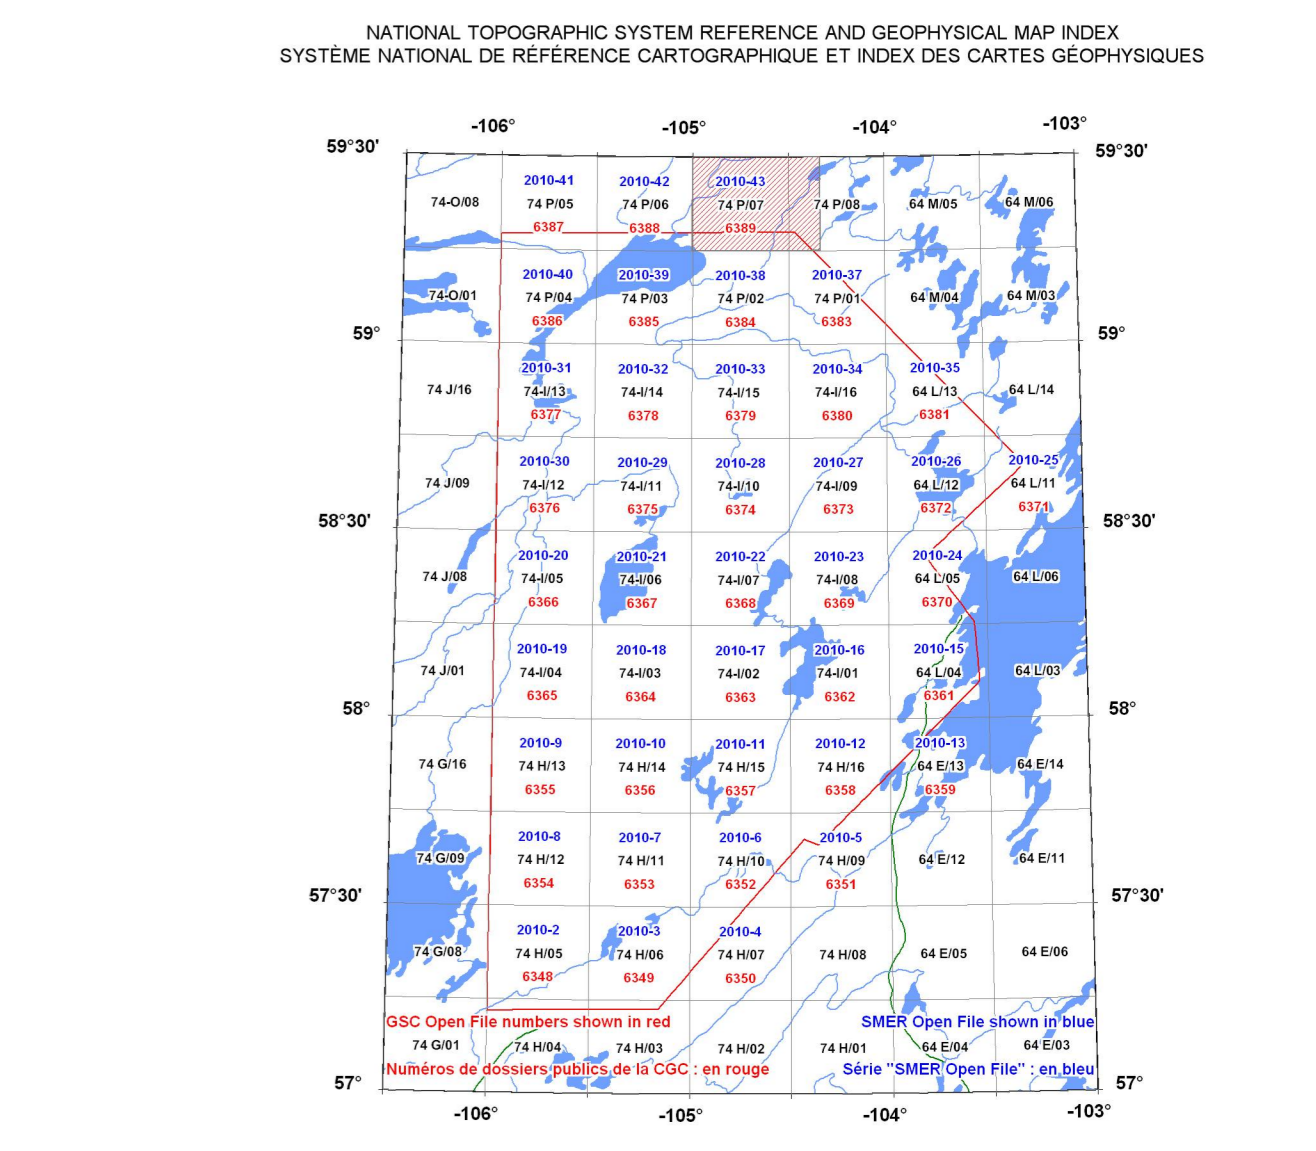 NATIONAL TOPOGRAPHIC SYSTEM REFERENCE AND GEOPHYSICAL MAP INDEX
SYSTÈME NATIONAL DE RÉFÉRENCE CARTOGRAPHIQUE ET INDEX DES CARTES GÉOPHYSIQUES
-106° -105° -104° -103°
59°30' 59°30'
2010-41 2010-42 2010-43
74-O/08 74 P/05 74 P/06 74 P/07 74 P/08 64 M/05 64 M/06
6387 6388 6389
2010-40 2010-39 2010-38 2010-37
74-O/01 74 P/04 74 P/03 74 P/02 74 P/01 64 M/04 64 M/03
6386 6385 6384 6383
59° 59°
2010-31 2010-32 2010-33 2010-34 2010-35
74 J/16 74-I/13 74-I/14 74-I/15 74-I/16 64 L/13 64 L/14
6377 6378 6379 6380 6381
2010-30 2010-29 2010-28 2010-27 2010-26 2010-25
74 J/09 74-I/12 74-I/11 74-I/10 74-I/09 64 L/12 64 L/11
6376 6375 6374 6373 6372 6371
58°30' 58°30'
2010-20 2010-21 2010-22 2010-23 2010-24
74 J/08 74-I/05 74-I/06 74-I/07 74-I/08 64 L/05 64 L/06
6366 6367 6368 6369 6370
2010-19 2010-18 2010-17 2010-16 2010-15
74 J/01 74-I/04 74-I/03 74-I/02 74-I/01 64 L/04 64 L/03
6365 6364 6363 6362 6361
58° 58°
2010-9 2010-10 2010-11 2010-12 2010-13
74 G/16 74 H/13 74 H/14 74 H/15 74 H/16 64 E/13 64 E/14
6355 6356 6357 6358 6359
2010-8 2010-7 2010-6 2010-5
74 G/09 74 H/12 74 H/11 74 H/10 74 H/09 64 E/12 64 E/11
6354 6353 6352 6351
57°30' 57°30'
2010-2 2010-3 2010-4
74 G/08 74 H/05 74 H/06 74 H/07 74 H/08 64 E/05 64 E/06
6348 6349 6350
GSC Open File numbers shown in red SMER Open File shown in blue
74 G/01 74 H/04 74 H/03 74 H/02 74 H/01 64 E/04 64 E/03
Numéros de dossiers publics de la CGC : en rouge Série "SMER Open File" : en bleu
57° 57°
-106° -105° -104° -103°